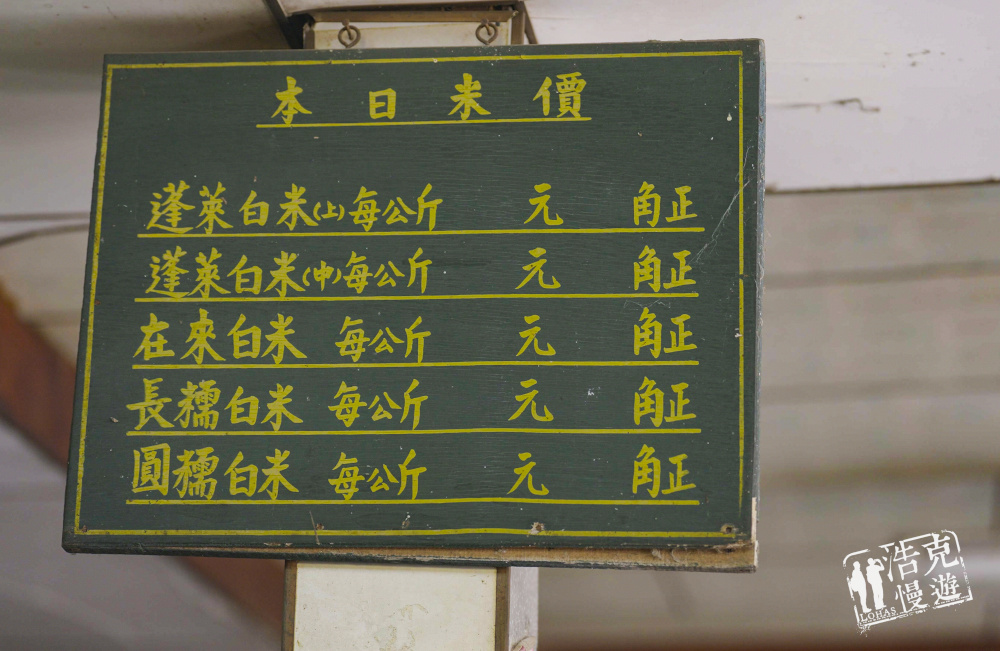 本日米價
蓬萊白米(上)每公斤 元 角正
蓬萊白米(中)每公斤 元 角正
在來白米 每公斤 元 角正
長糯白米 每公斤 元 角正
圓糯白米 每公斤 元 角正
浩克
慢遊
LOHAS